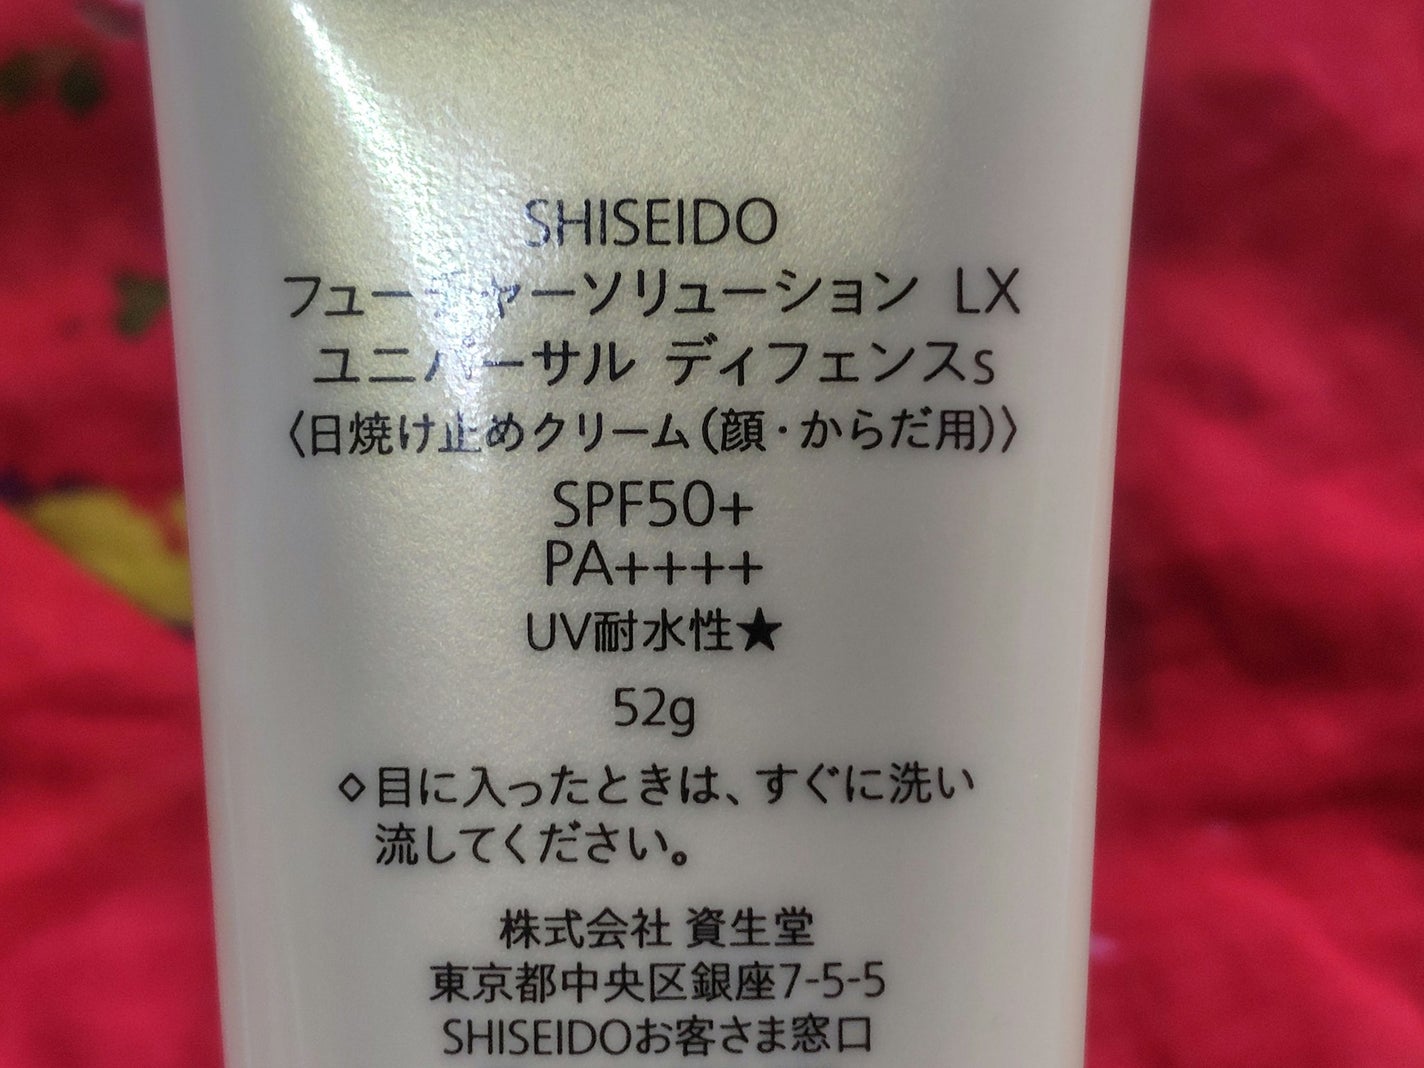 SHISEIDO
フューチャーソリューション LX
ユニバーサル ディフェンスs
〈日焼け止めクリーム(顔・からだ用)〉
SPF50+
PA++++
UV耐水性★
52g
◇目に入ったときは、すぐに洗い
流してください。
株式会社 資生堂
東京都中央区銀座7-5-5
SHISEIDOお客さま窓口